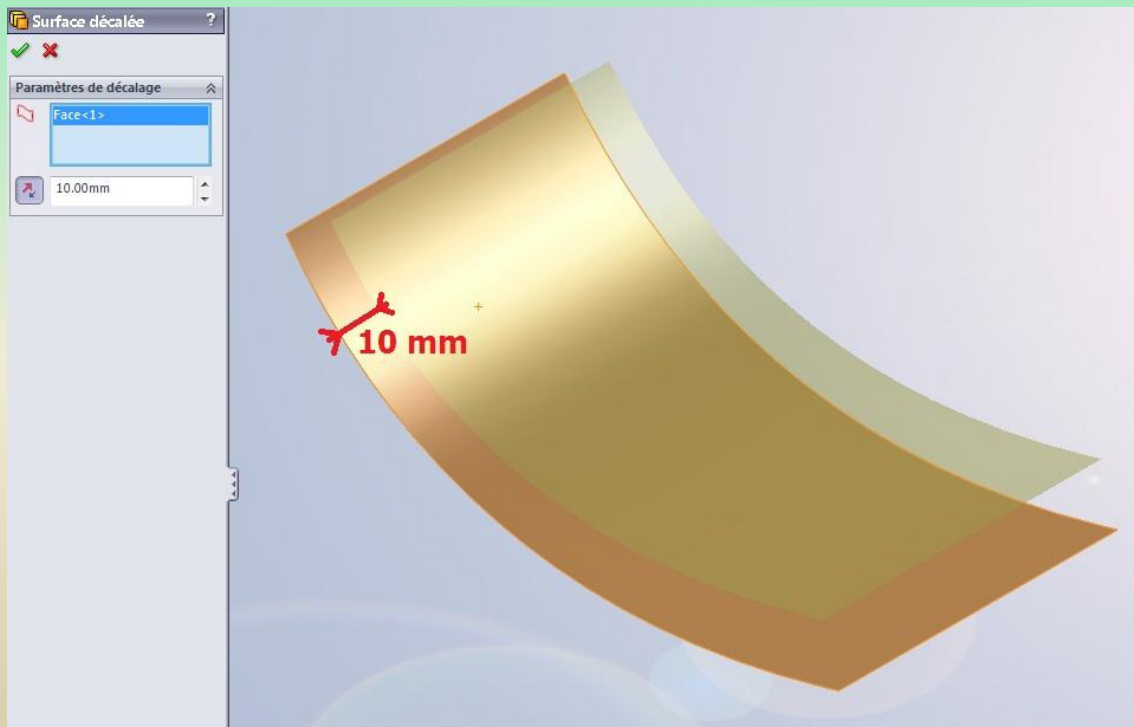 Surface décalée ?
Paramètres de décalage
Face<1>
10.00mm
10 mm